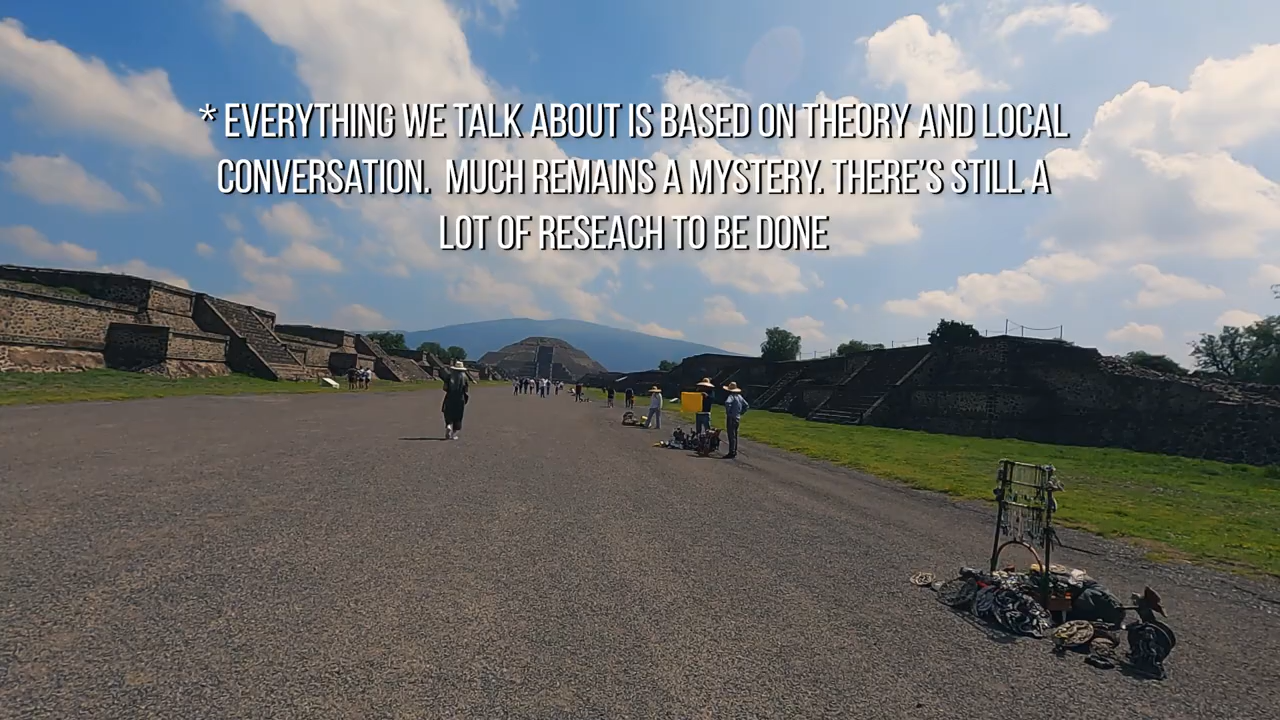 * EVERYTHING WE TALK ABOUT IS BASED ON THEORY AND LOCAL
CONVERSATION. MUCH REMAINS A MYSTERY. THERE'S STILL A
LOT OF RESEACH TO BE DONE